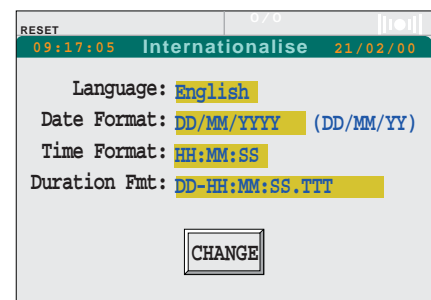 0/0
RESET
09:17:05 Internationalise 21/02/00
Language: English
Date Format: DD/MM/YYYY (DD/MM/YY)
Time Format: HH:MM:SS
Duration Fmt: DD-HH:MM:SS.TTT
CHANGE